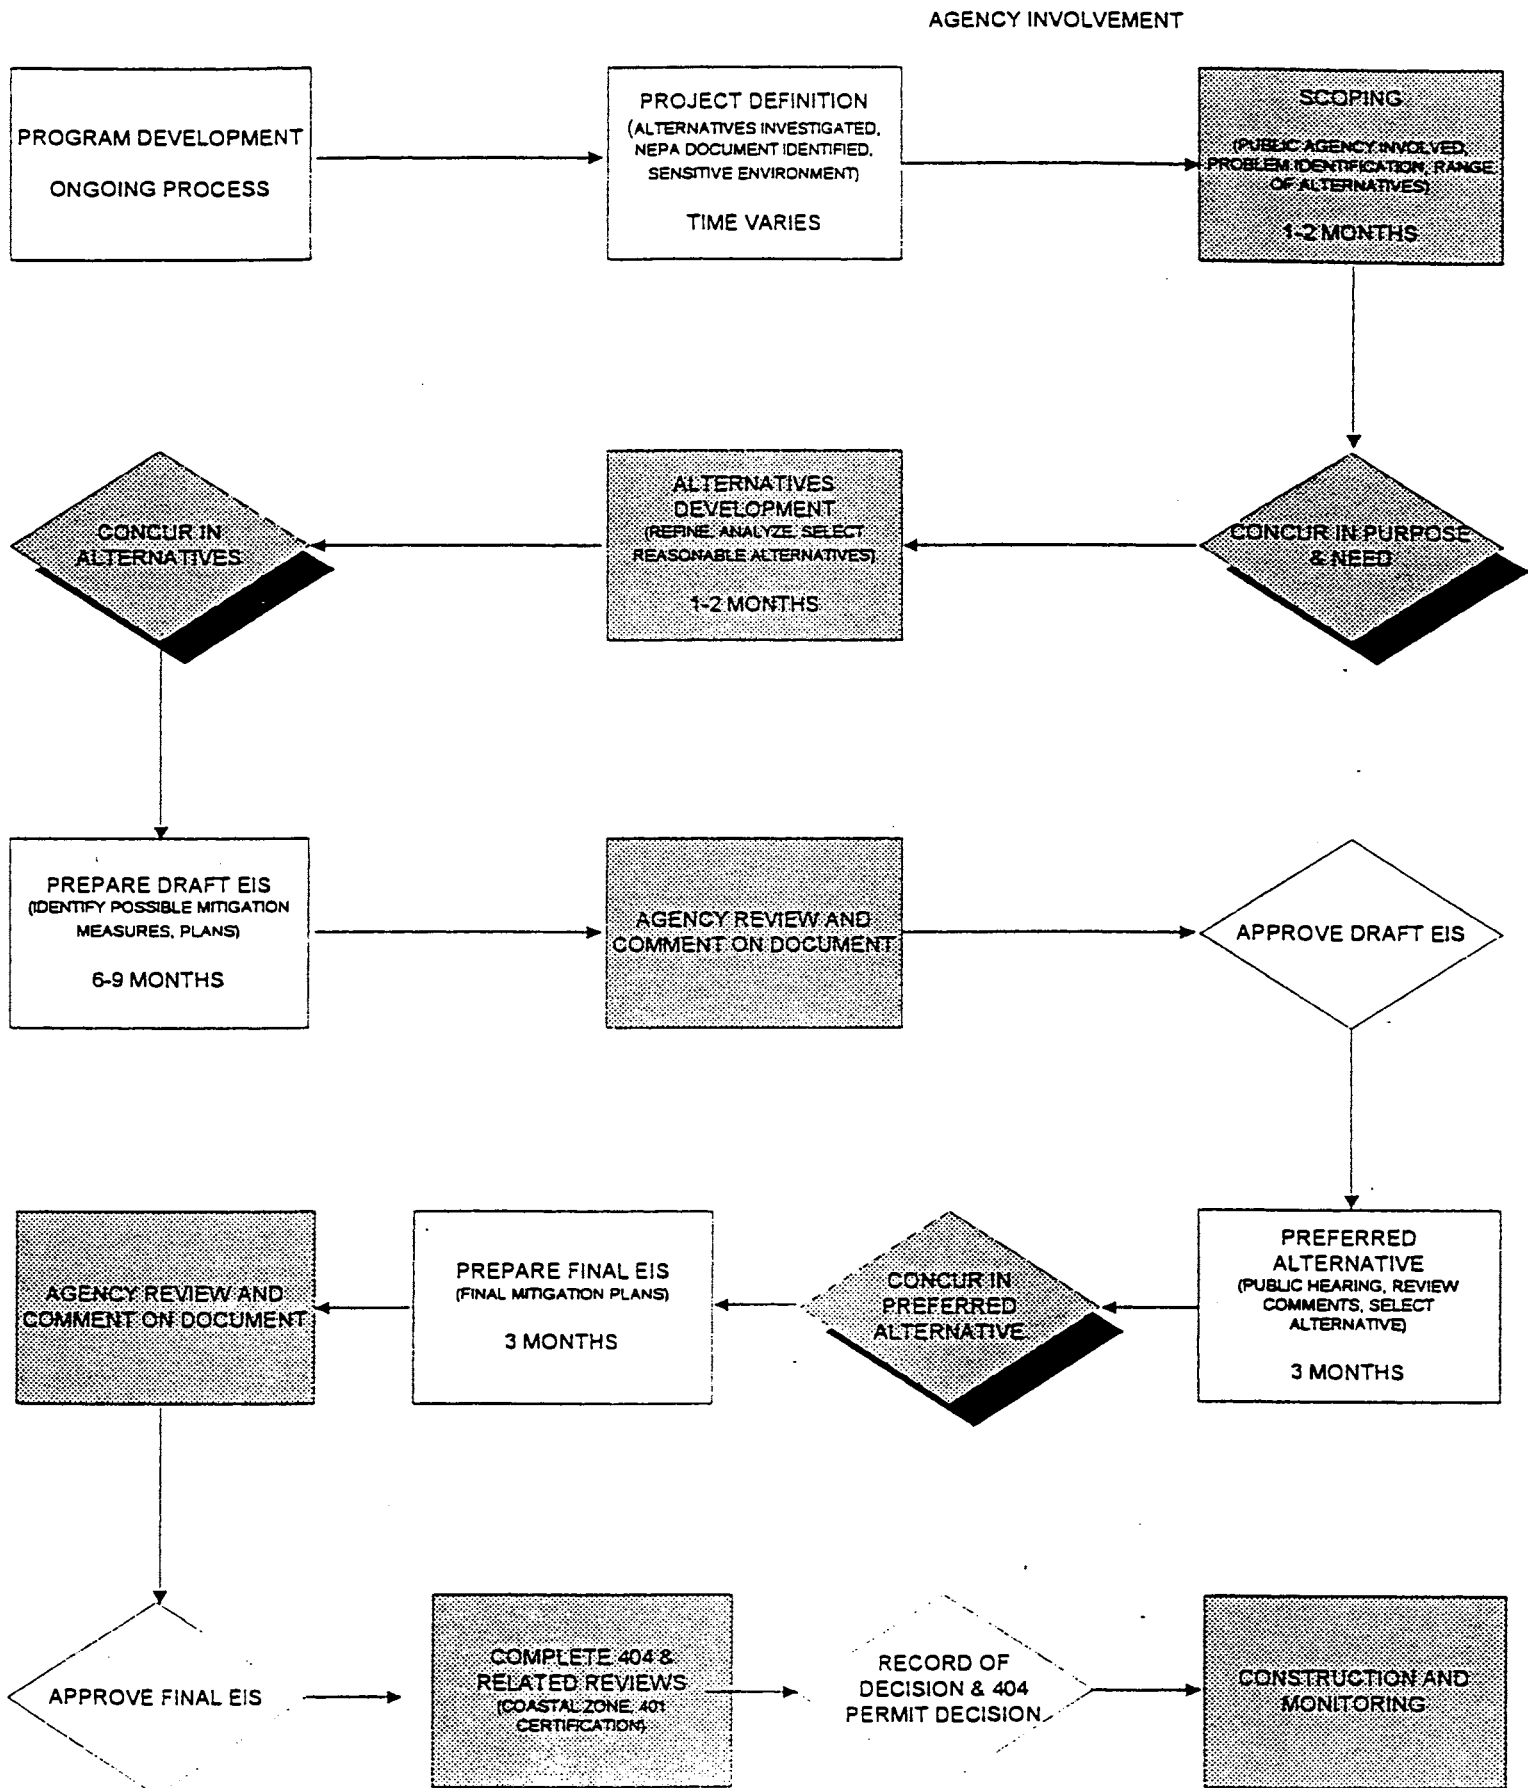 AGENCY INVOLVEMENT
PROGRAM DEVELOPMENT
ONGOING PROCESS
PROJECT DEFINITION
(ALTERNATIVES INVESTIGATED,
NEPA DOCUMENT IDENTIFIED,
SENSITIVE ENVIRONMENT)
TIME VARIES
SCOPING
(PUBLIC AGENCY INVOLVED,
PROBLEM IDENTIFICATION, RANGE
OF ALTERNATIVES)
1-2 MONTHS
CONCUR IN
ALTERNATIVES
ALTERNATIVES
DEVELOPMENT
(REFINE, ANALYZE, SELECT
REASONABLE ALTERNATIVES)
1-2 MONTHS
CONCUR IN PURPOSE
& NEED
PREPARE DRAFT EIS
(IDENTIFY POSSIBLE MITIGATION
MEASURES, PLANS)
6-9 MONTHS
AGENCY REVIEW AND
COMMENT ON DOCUMENT
APPROVE DRAFT EIS
AGENCY REVIEW AND
COMMENT ON DOCUMENT
PREPARE FINAL EIS
(FINAL MITIGATION PLANS)
3 MONTHS
CONCUR IN
PREFERRED
ALTERNATIVE
PREFERRED
ALTERNATIVE
(PUBLIC HEARING, REVIEW
COMMENTS, SELECT
ALTERNATIVE)
3 MONTHS
APPROVE FINAL EIS
COMPLETE 404 &
RELATED REVIEWS
(COASTAL ZONE, 401
CERTIFICATION)
RECORD OF
DECISION & 404
PERMIT DECISION
CONSTRUCTION AND
MONITORING